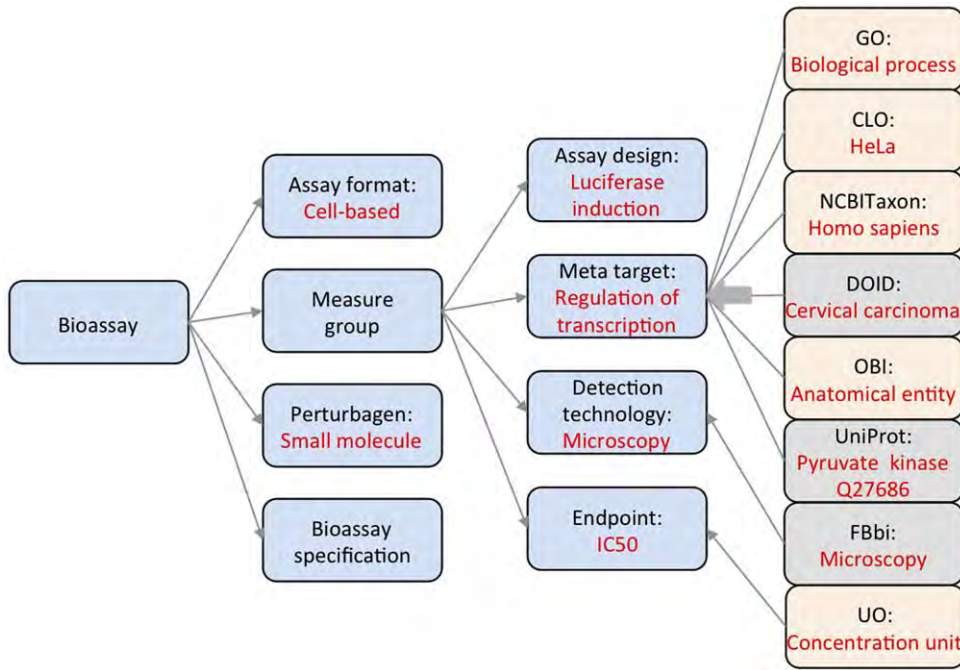 Bioassay
Assay format:
Cell-based
Measure
group
Perturbagen:
Small molecule
Bioassay
specification
Assay design:
Luciferase
induction
Meta target:
Regulation of
transcription
Detection
technology:
Microscopy
Endpoint:
IC50
GO:
Biological process
CLO:
HeLa
NCBITaxon:
Homo sapiens
DOID:
Cervical carcinoma
OBI:
Anatomical entity
UniProt:
Pyruvate kinase
Q27686
FBbi:
Microscopy
UO:
Concentration unit